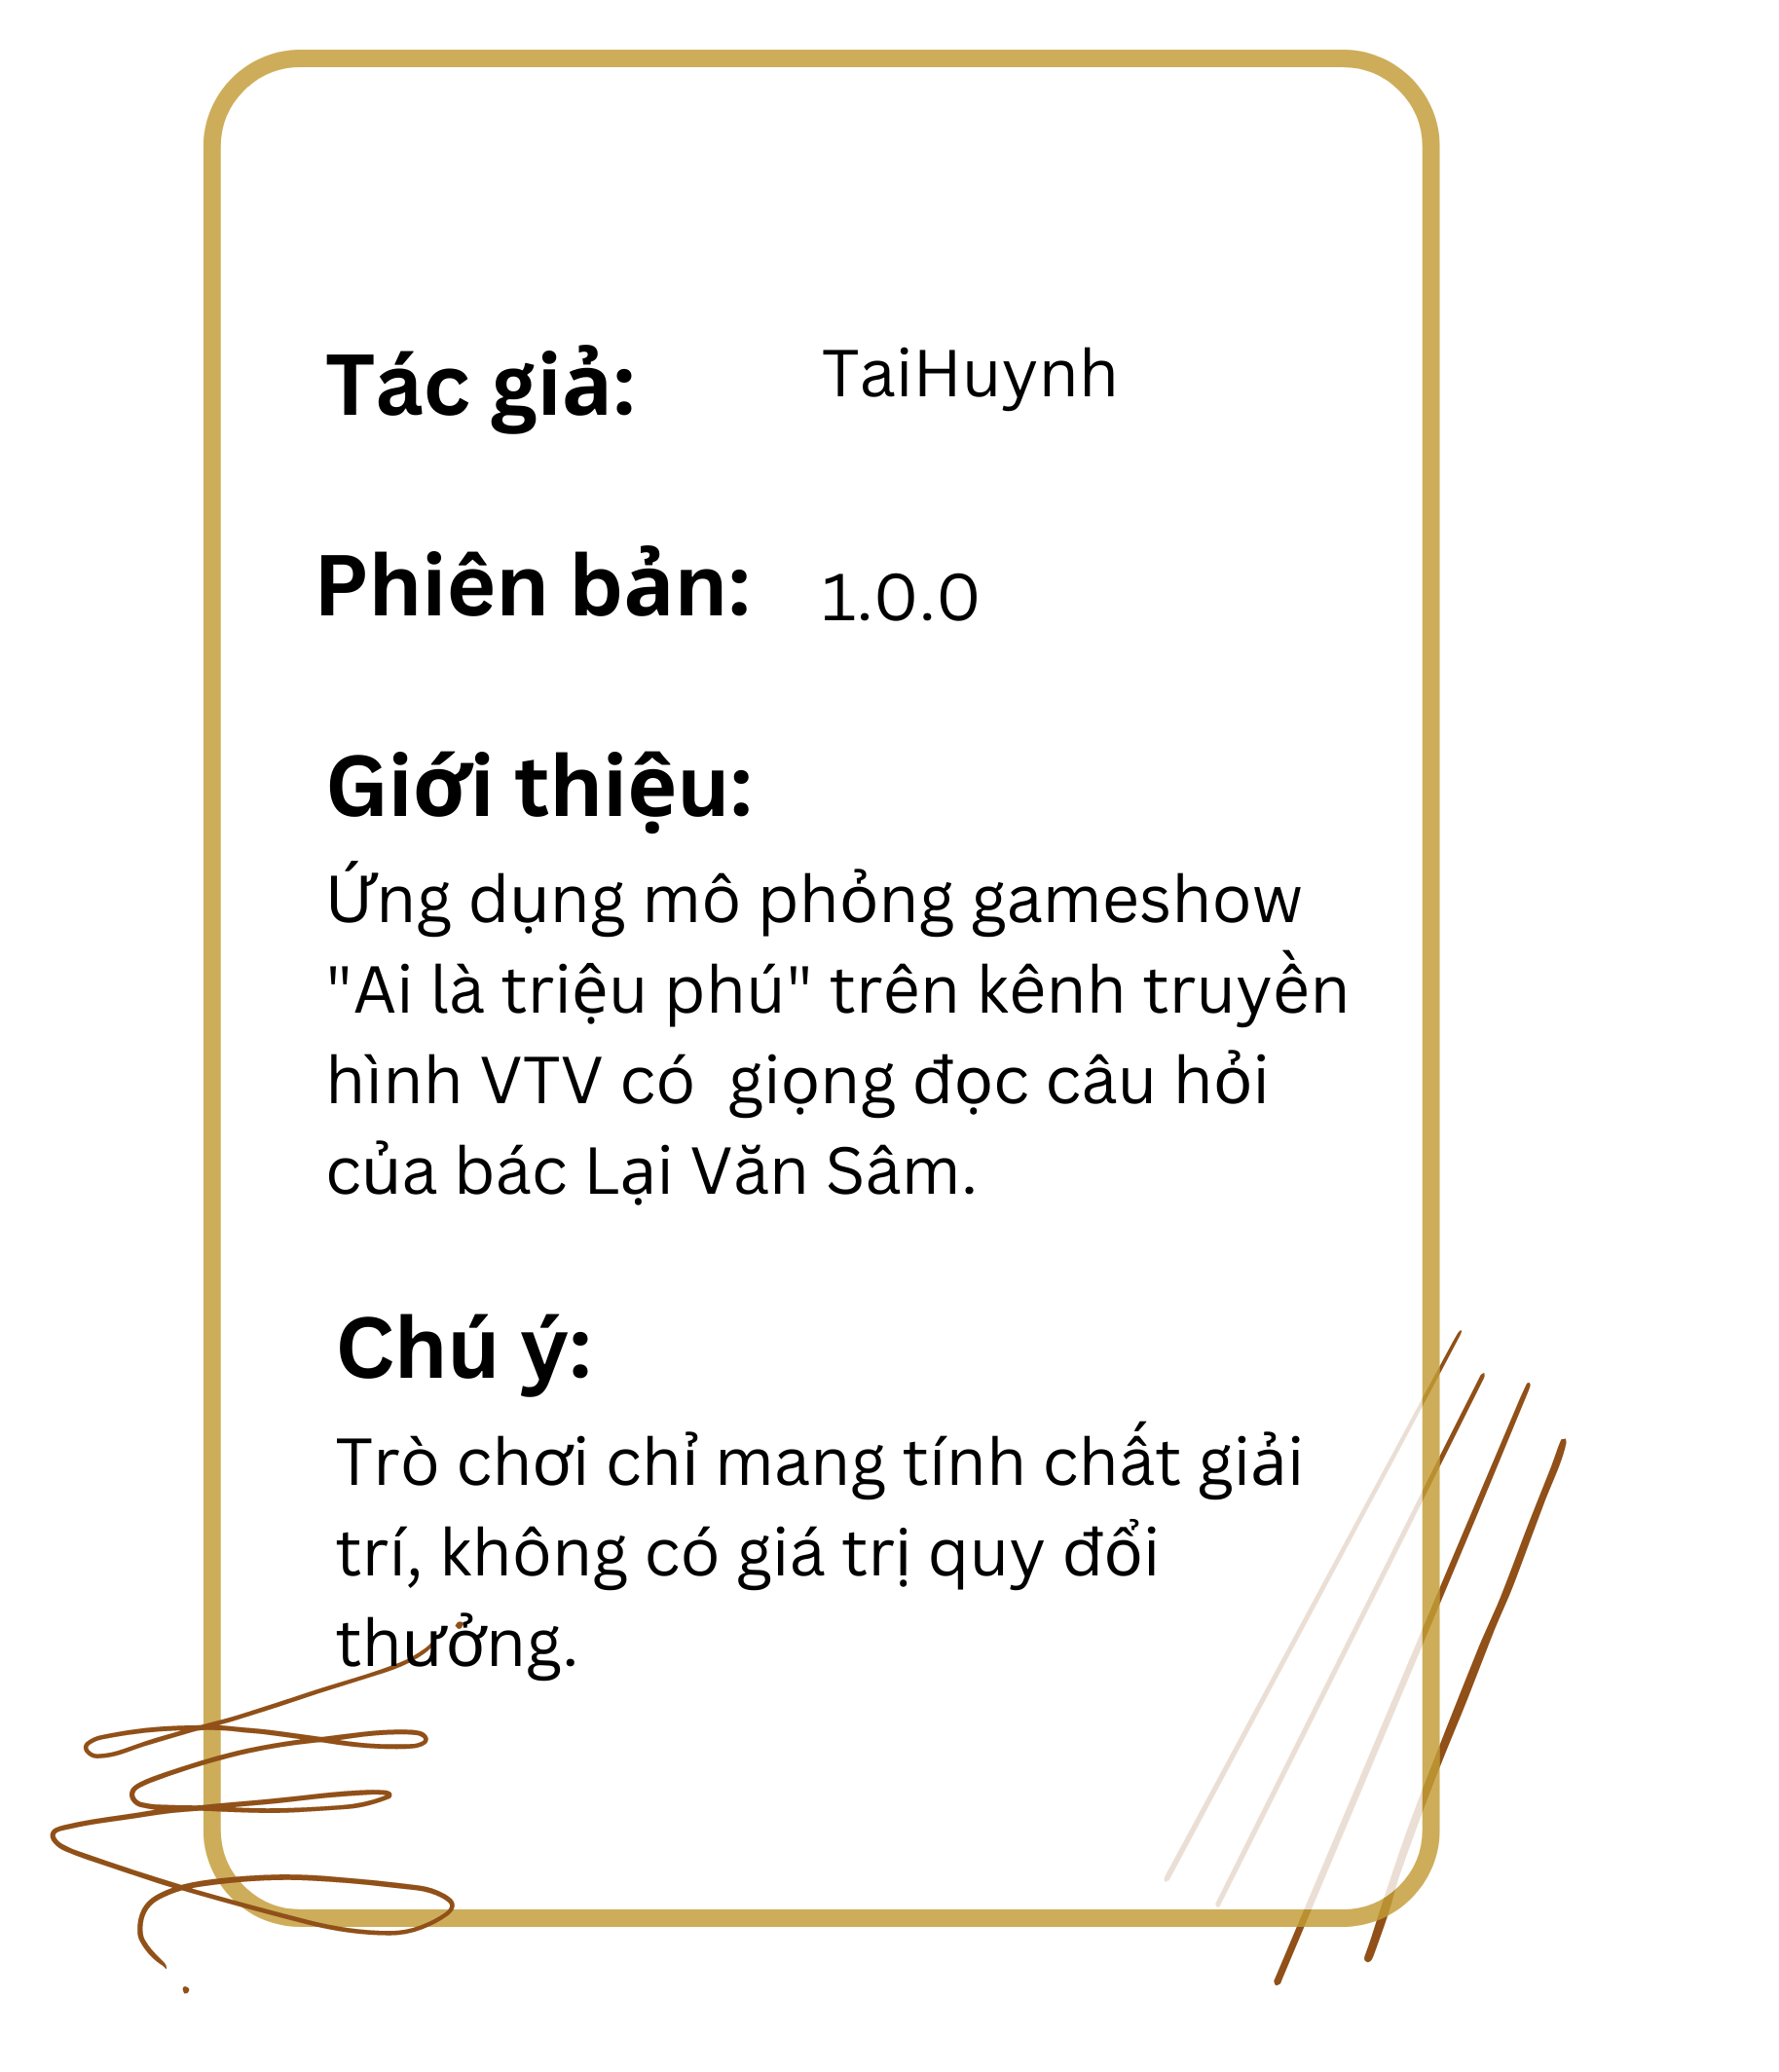 Tác giả: TaiHuynh
Phiên bản: 1.0.0
Giới thiệu:
Ứng dụng mô phỏng gameshow
"Ai là triệu phú" trên kênh truyền
hình VTV có  giọng đọc câu hỏi
của bác Lại Văn Sâm.
Chú ý:
Trò chơi chỉ mang tính chất giải
trí, không có giá trị quy đổi
thưởng.